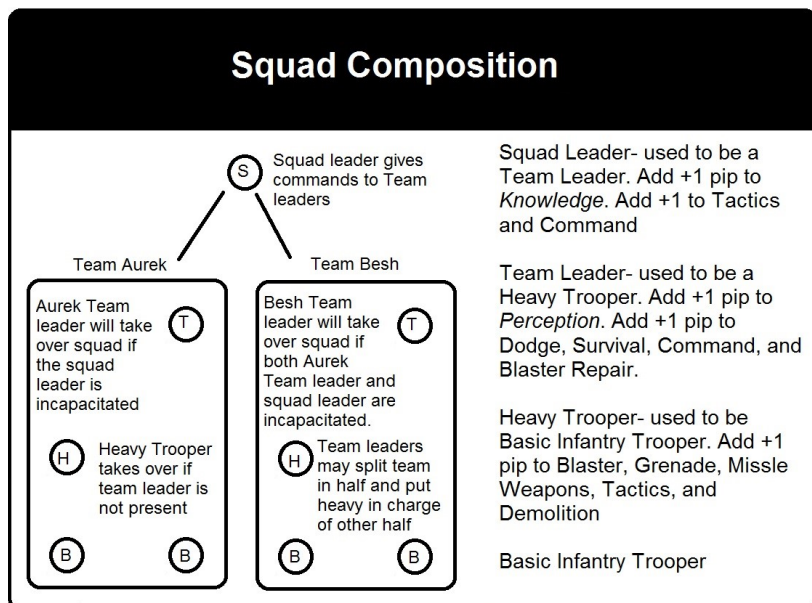 Squad Composition
S
Squad leader gives
commands to Team
leaders
Team Aurek
Aurek Team
leader will take
over squad if
the squad
leader is
incapacitated
T
H
Heavy Trooper
takes over if
team leader is
not present
B
B
Team Besh
Besh Team
leader will take
over squad if
both Aurek
Team leader and
squad leader are
incapacitated.
T
H
Team leaders
may split team
in half and put
heavy in charge
of other half
B
B
Squad Leader- used to be a
Team Leader. Add +1 pip to
Knowledge. Add +1 to Tactics
and Command
Team Leader- used to be a
Heavy Trooper. Add +1 pip to
Perception. Add +1 pip to
Dodge, Survival, Command, and
Blaster Repair.
Heavy Trooper- used to be
Basic Infantry Trooper. Add +1
pip to Blaster, Grenade, Missle
Weapons, Tactics, and
Demolition
Basic Infantry Trooper